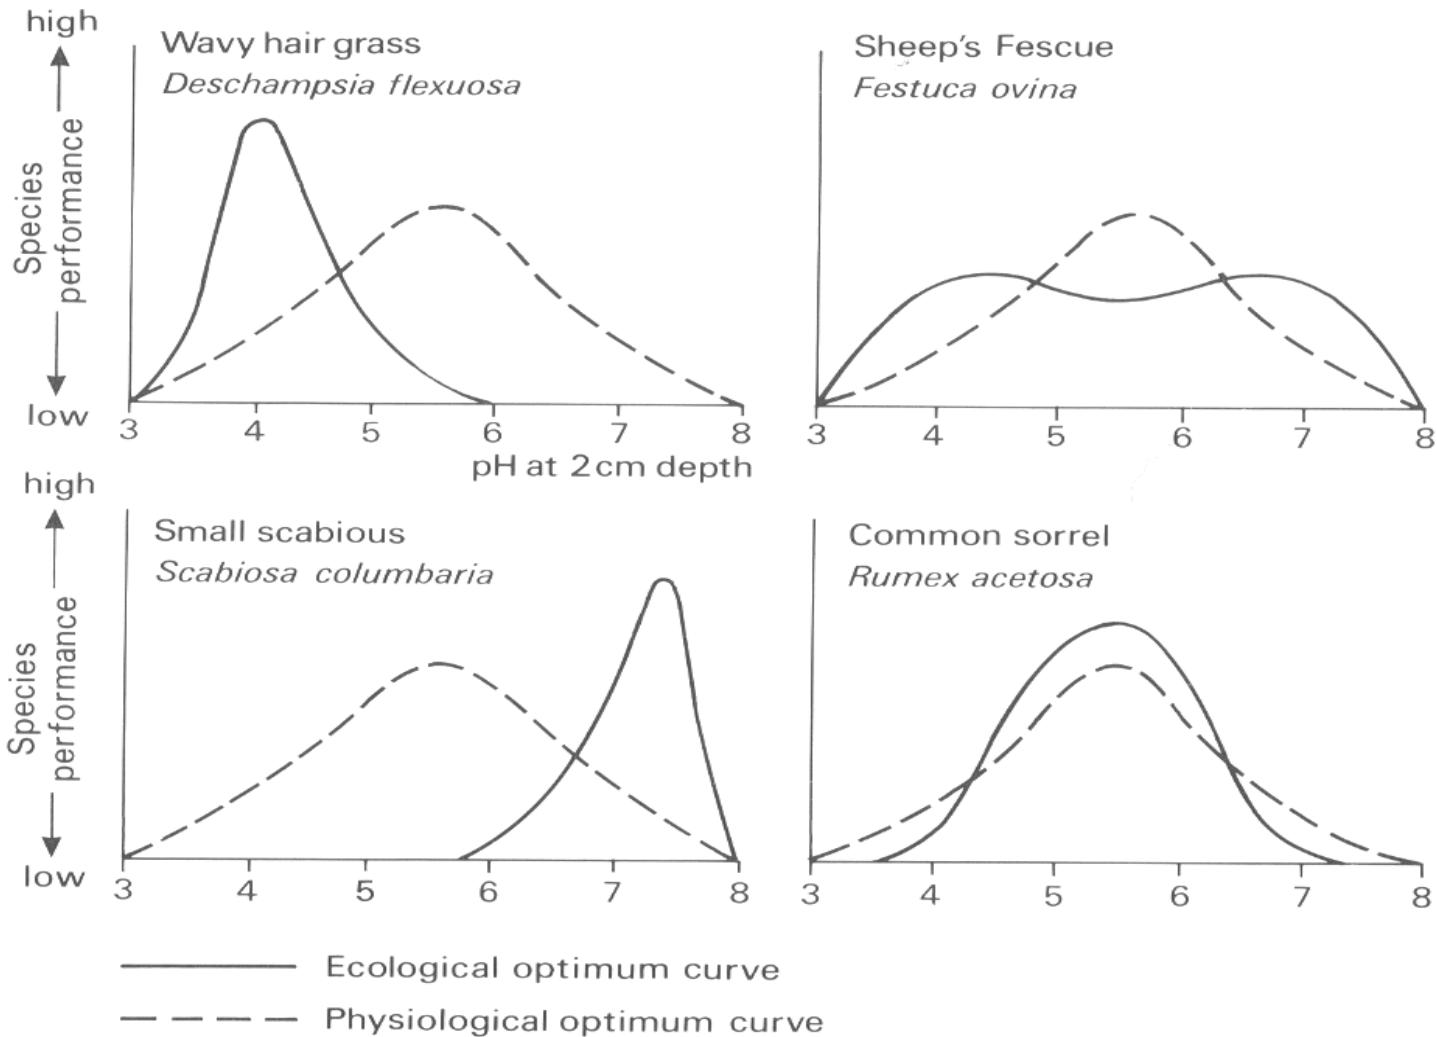 high
Wavy hair grass
Deschampsia flexuosa
Species
performance
low
3 4 5 6 7 8
pH at 2cm depth
Sheep's Fescue
Festuca ovina
3 4 5 6 7 8
high
Small scabious
Scabiosa columbaria
Species
performance
low
3 4 5 6 7 8
Common sorrel
Rumex acetosa
3 4 5 6 7 8
Ecological optimum curve
Physiological optimum curve